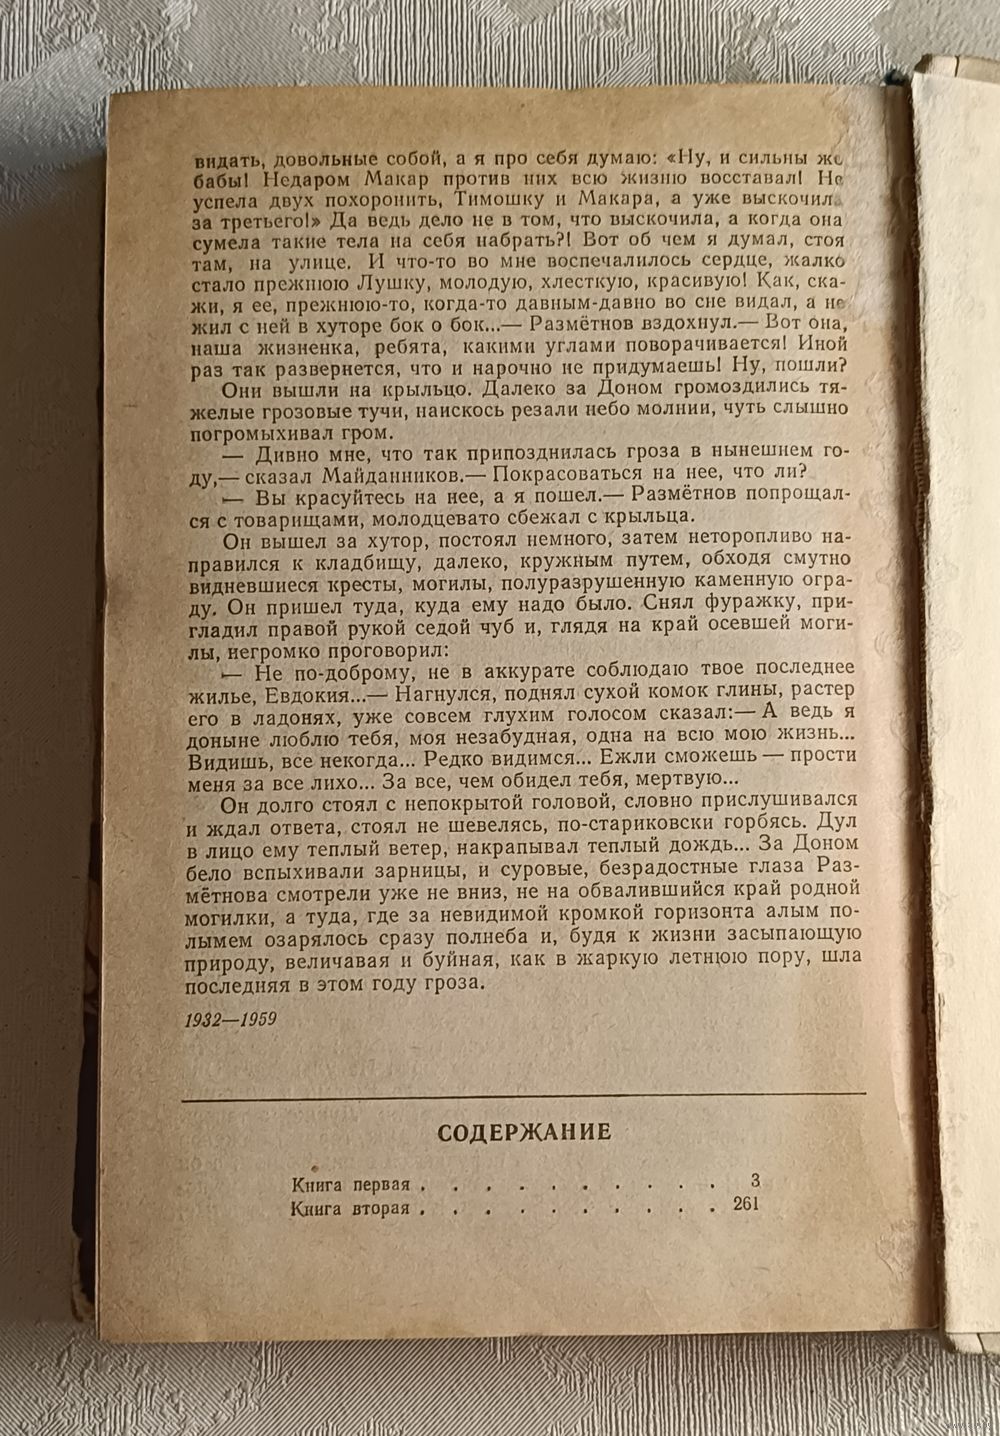 видать, довольные собой, а я про себя думаю: «Ну, и сильны же
бабы! Недаром Макар против них всю жизню восставал! Не
успела двух похоронить, Тимошку и Макара, а уже выскочила
за третьего!» Да ведь дело не в том, что выскочила, а когда она
сумела такие тела на себя набрать?! Вот об чем я думал, стоя
там, на улице. И что-то во мне воспечалилось сердце, жалко
стало прежнюю Лушку, молодую, хлесткую, красивую! Как, ска-
жи, я ее, прежнюю-то, когда-то давным-давно во сне видал, а не
жил с ней в хуторе бок о бок...— Размётнов вздохнул.— Вот она,
наша жизненка, ребята, какими углами поворачивается! Иной
раз так развернется, что и нарочно не придумаешь! Ну, пошли?
Они вышли на крыльцо. Далеко за Доном громоздились тя-
желые грозовые тучи, наискось резали небо молнии, чуть слышно
погромыхивал гром.
— Дивно мне, что так припозднилась гроза в нынешнем го-
ду,— сказал Майданников.— Покрасоваться на нее, что ли?
— Вы красуйтесь на нее, а я пошел.— Размётнов попрощал-
ся с товарищами, молодцевато сбежал с крыльца.
Он вышел за хутор, постоял немного, затем неторопливо на-
правился к кладбищу, далеко, кружным путем, обходя смутно
видневшиеся кресты, могилы, полуразрушенную каменную огра-
ду. Он пришел туда, куда ему надо было. Снял фуражку, при-
гладил правой рукой седой чуб и, глядя на край осевшей моги-
лы, негромко проговорил:
— Не по-доброму, не в аккурате соблюдаю твое последнее
жилье, Евдокия...— Нагнулся, поднял сухой комок глины, растер
его в ладонях, уже совсем глухим голосом сказал:— А ведь я
доныне люблю тебя, моя незабудная, одна на всю мою жизнь...
Видишь, все некогда... Редко видимся... Ежли сможешь — прости
меня за все лихо... За все, чем обидел тебя, мертвую...
Он долго стоял с непокрытой головой, словно прислушивался
и ждал ответа, стоял не шевелясь, по-стариковски горбясь. Дул
в лицо ему теплый ветер, накрапывал теплый дождь... За Доном
бело вспыхивали зарницы, и суровые, безрадостные глаза Раз-
мётнова смотрели уже не вниз, не на обвалившийся край родной
могилки, а туда, где за невидимой кромкой горизонта алым по-
лымем озарялось сразу полнеба и, будя к жизни засыпающую
природу, величавая и буйная, как в жаркую летнюю пору, шла
последняя в этом году гроза.
1932—1959
СОДЕРЖАНИЕ
Книга первая . . . . . . . . . . 3
Книга вторая . . . . . . . . . . 261